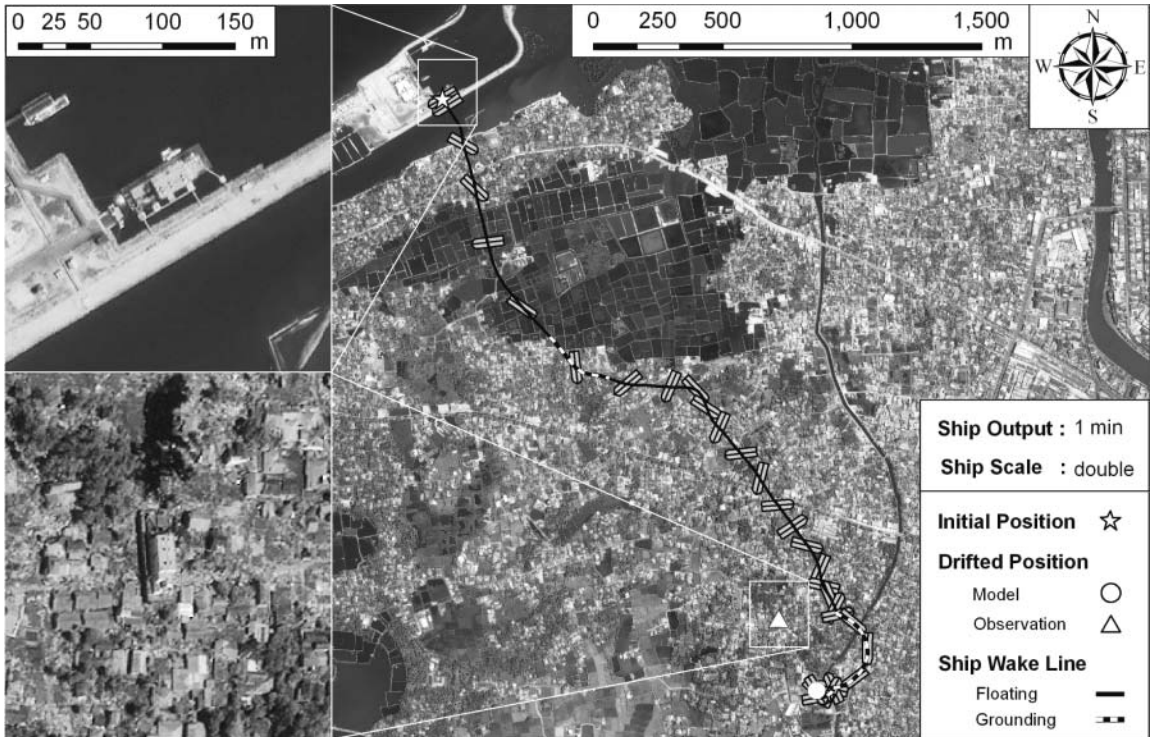 0 25 50 100 150
m
0 250 500 1,000 1,500
m
N
W E
S
Ship Output : 1 min
Ship Scale : double
Initial Position
Drifted Position
Model
Observation
Ship Wake Line
Floating
Grounding